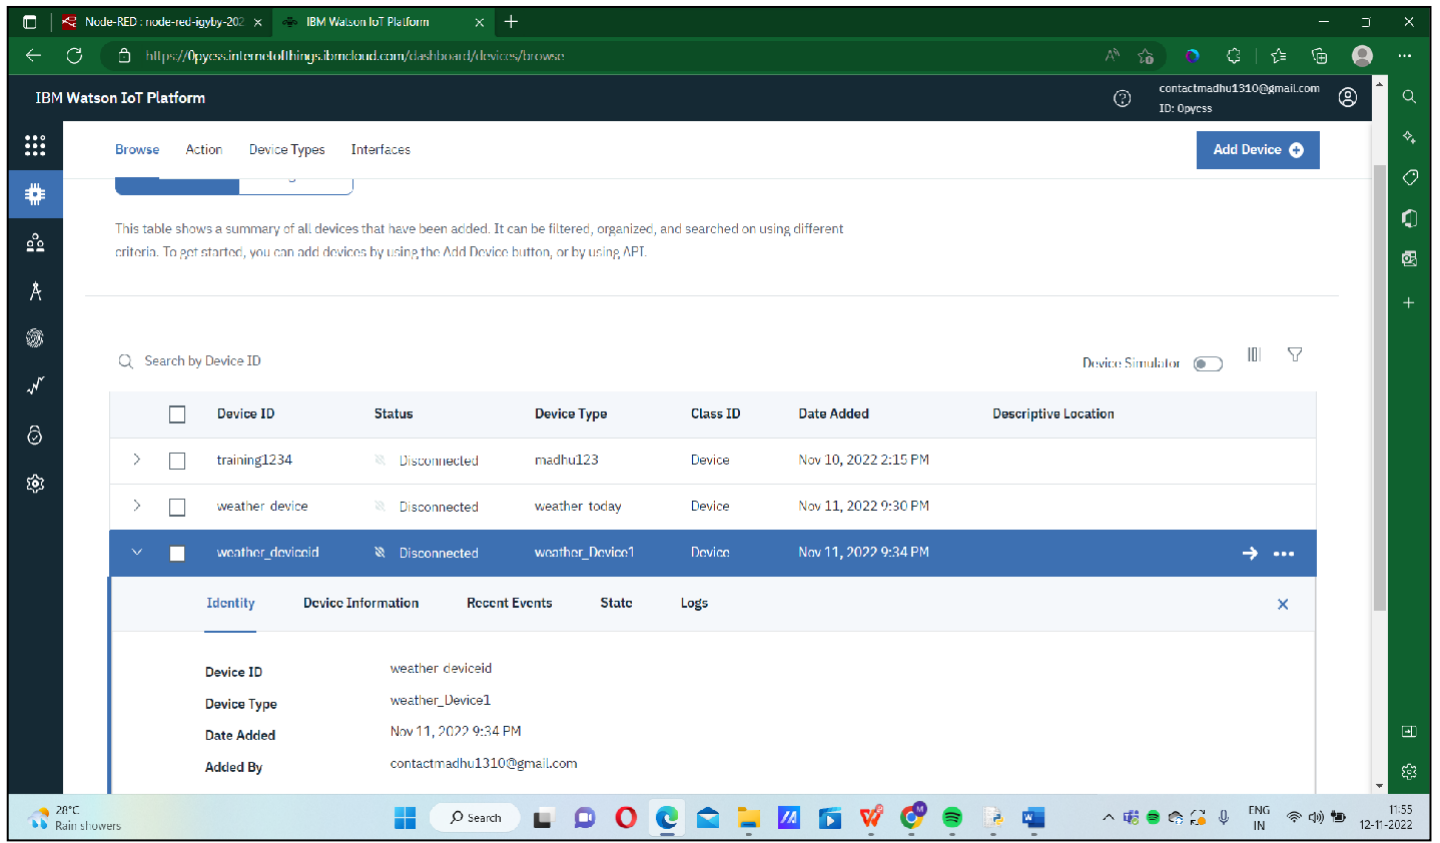 Node-RED : node-red-igyby-202
IBM Watson IoT Platform
https://0pycss.internetofthings.ibmcloud.com/dashboard/devices/browse
IBM Watson IoT Platform
contactmadhu1310@gmail.com
ID: 0pycss
Browse Action Device Types Interfaces
Add Device
This table shows a summary of all devices that have been added. It can be filtered, organized, and searched on using different
criteria. To get started, you can add devices by using the Add Device button, or by using API.
Search by Device ID
Device Simulator
Device ID Status Device Type Class ID Date Added Descriptive Location
training1234 Disconnected madhu123 Device Nov 10, 2022 2:15 PM
weather device Disconnected weather today Device Nov 11, 2022 9:30 PM
weather_deviceid Disconnected weather_Device1 Device Nov 11, 2022 9:34 PM
Identity Device Information Recent Events State Logs
Device ID weather deviceid
Device Type weather_Device1
Date Added Nov 11, 2022 9:34 PM
Added By contactmadhu1310@gmail.com
28°C
Rain showers
Search
ENG
IN
11:55
12-11-2022